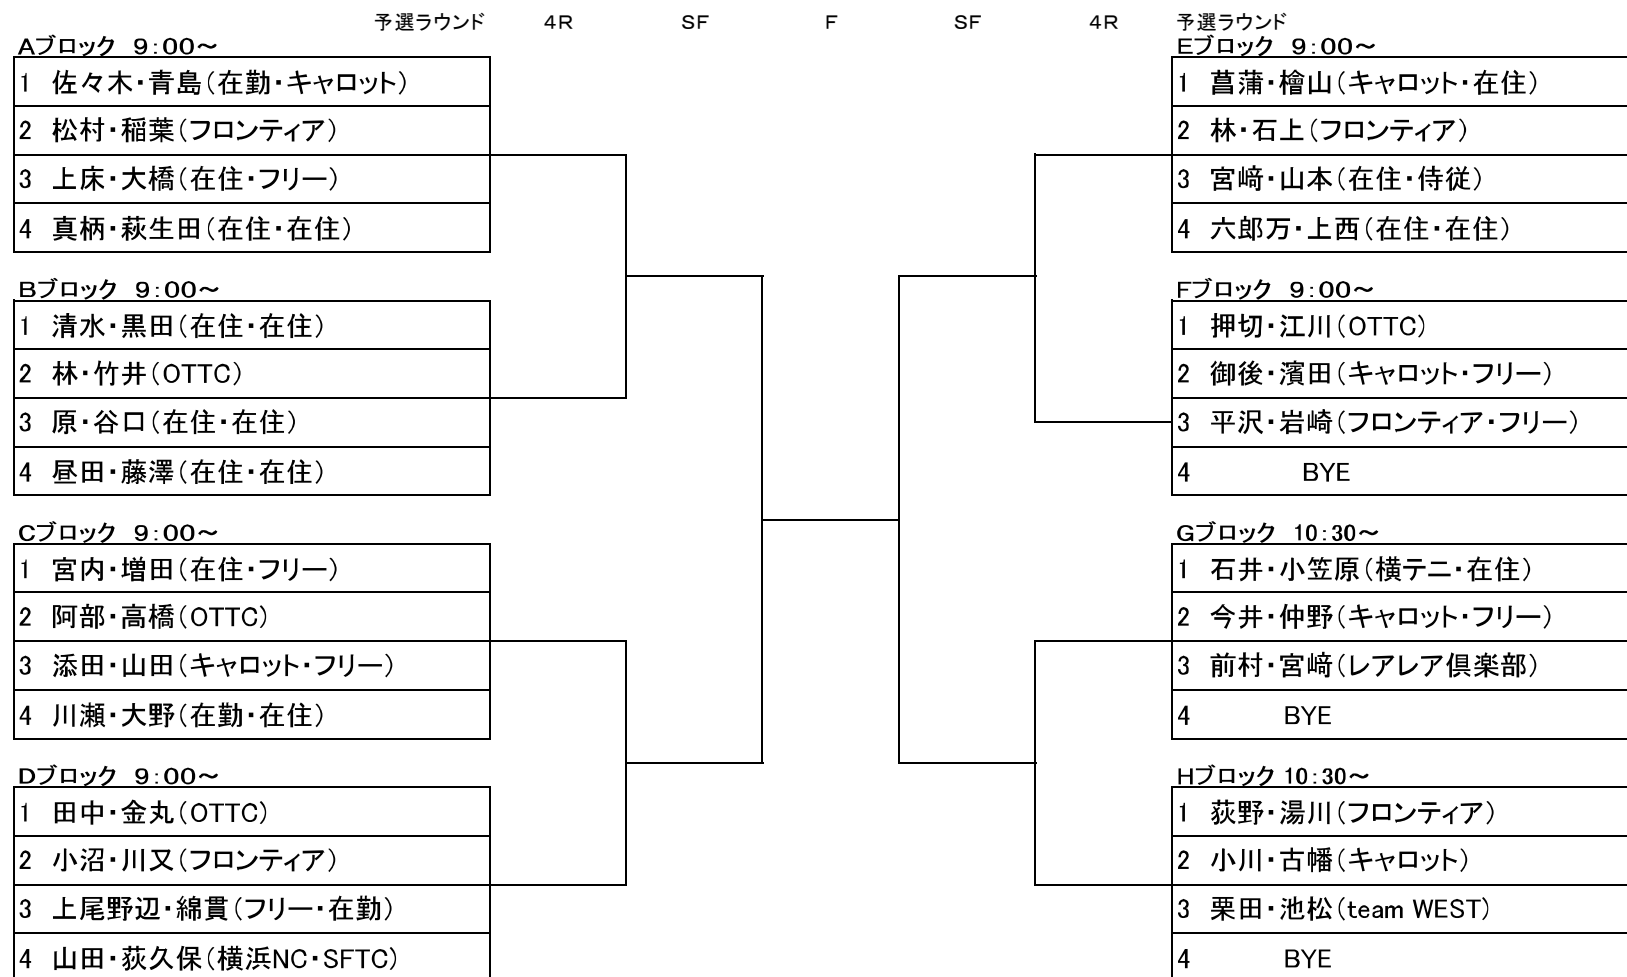 予選ラウンド 4R SF F SF 4R 予選ラウンド
Aブロック 9:00～
1 佐々木・青島(在勤・キャロット)
2 松村・稲葉(フロンティア)
3 上床・大橋(在住・フリー)
4 真柄・萩生田(在住・在住)
Bブロック 9:00～
1 清水・黒田(在住・在住)
2 林・竹井(OTTC)
3 原・谷口(在住・在住)
4 昼田・藤澤(在住・在住)
Cブロック 9:00～
1 宮内・増田(在住・フリー)
2 阿部・高橋(OTTC)
3 添田・山田(キャロット・フリー)
4 川瀬・大野(在勤・在住)
Dブロック 9:00～
1 田中・金丸(OTTC)
2 小沼・川又(フロンティア)
3 上尾野辺・綿貫(フリー・在勤)
4 山田・荻久保(横浜NC・SFTC)
Eブロック 9:00～
1 菖蒲・檜山(キャロット・在住)
2 林・石上(フロンティア)
3 宮﨑・山本(在住・侍従)
4 六郎万・上西(在住・在住)
Fブロック 9:00～
1 押切・江川(OTTC)
2 御後・濱田(キャロット・フリー)
3 平沢・岩崎(フロンティア・フリー)
4 BYE
Gブロック 10:30～
1 石井・小笠原(横テニ・在住)
2 今井・仲野(キャロット・フリー)
3 前村・宮﨑(レアレア倶楽部)
4 BYE
Hブロック 10:30～
1 荻野・湯川(フロンティア)
2 小川・古幡(キャロット)
3 栗田・池松(team WEST)
4 BYE